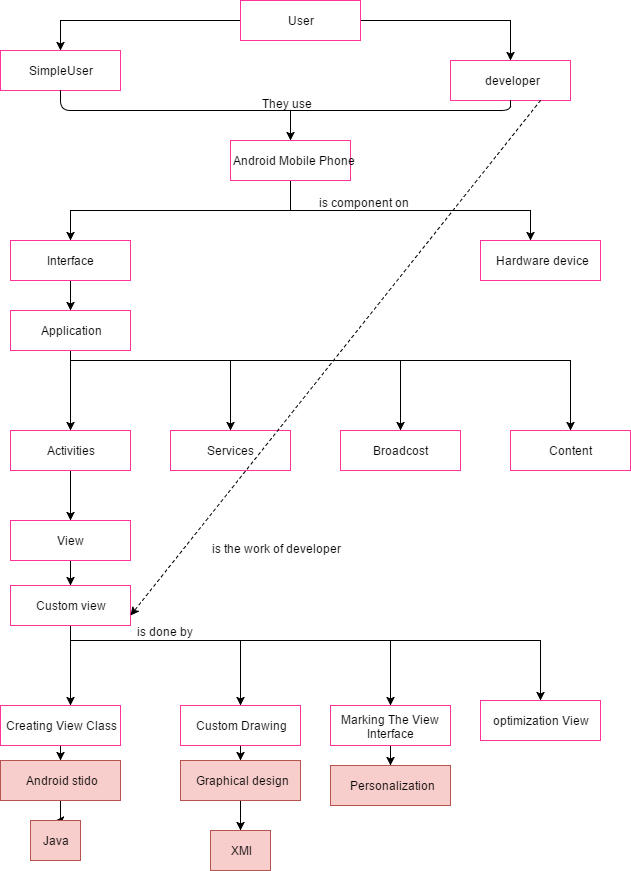 User
SimpleUser
developer
They use
Android Mobile Phone
is component on
Interface
Hardware device
Application
Activities
Services
Broadcost
Content
View
is the work of developer
Custom view
is done by
Creating View Class
Custom Drawing
Marking The View
Interface
optimization View
Android stido
Graphical design
Personalization
Java
XMl